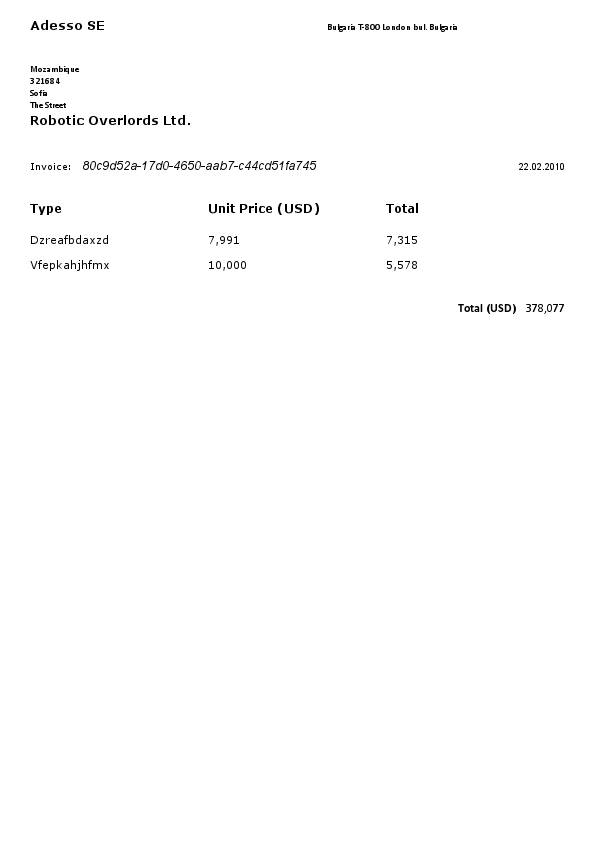 Adesso SE Bulgaria T-800 London bul. Bulgaria
Mozambique
321684
Sofia
The Street
Robotic Overlords Ltd.
Invoice: 80c9d52a-17d0-4650-aab7-c44cd51fa745 22.02.2010
Type Unit Price (USD) Total
Dzreafbdaxzd 7,991 7,315
Vfepkahjhfmx 10,000 5,578
Total (USD) 378,077